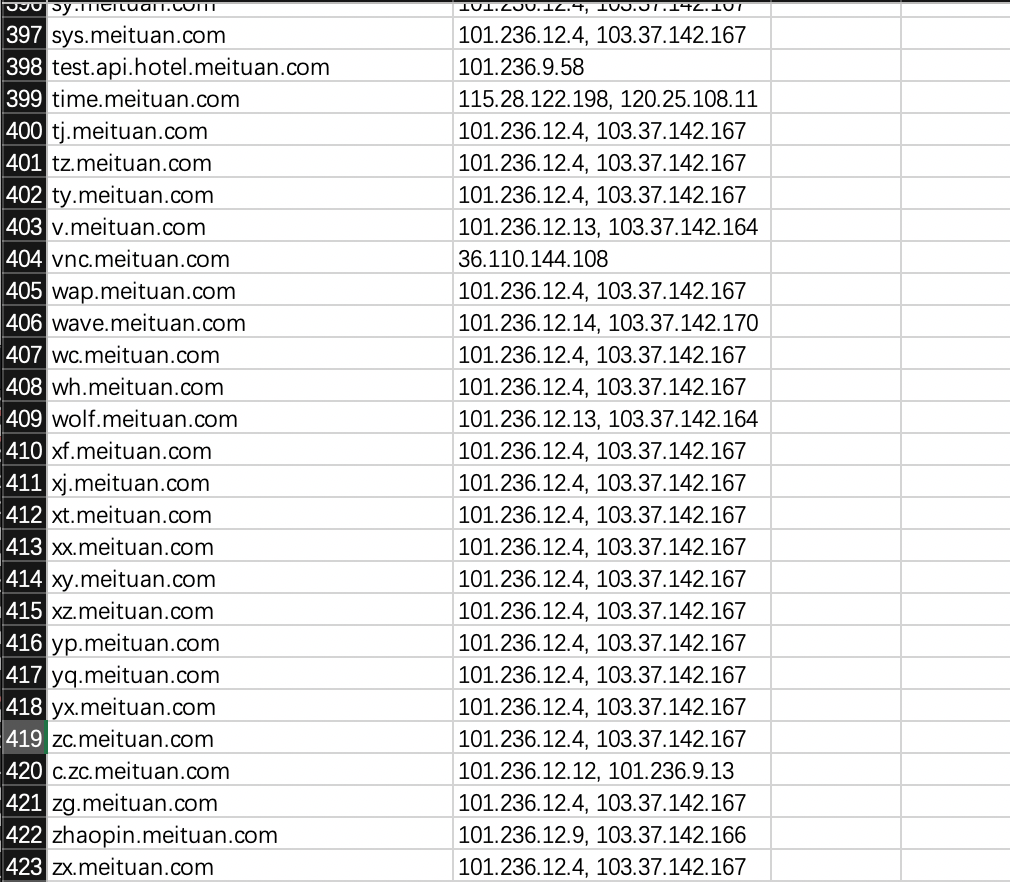 396 sy.meituan.com 101.236.12.4, 103.37.142.167
397 sys.meituan.com 101.236.12.4, 103.37.142.167
398 test.api.hotel.meituan.com 101.236.9.58
399 time.meituan.com 115.28.122.198, 120.25.108.11
400 tj.meituan.com 101.236.12.4, 103.37.142.167
401 tz.meituan.com 101.236.12.4, 103.37.142.167
402 ty.meituan.com 101.236.12.4, 103.37.142.167
403 v.meituan.com 101.236.12.13, 103.37.142.164
404 vnc.meituan.com 36.110.144.108
405 wap.meituan.com 101.236.12.4, 103.37.142.167
406 wave.meituan.com 101.236.12.14, 103.37.142.170
407 wc.meituan.com 101.236.12.4, 103.37.142.167
408 wh.meituan.com 101.236.12.4, 103.37.142.167
409 wolf.meituan.com 101.236.12.13, 103.37.142.164
410 xf.meituan.com 101.236.12.4, 103.37.142.167
411 xj.meituan.com 101.236.12.4, 103.37.142.167
412 xt.meituan.com 101.236.12.4, 103.37.142.167
413 xx.meituan.com 101.236.12.4, 103.37.142.167
414 xy.meituan.com 101.236.12.4, 103.37.142.167
415 xz.meituan.com 101.236.12.4, 103.37.142.167
416 yp.meituan.com 101.236.12.4, 103.37.142.167
417 yq.meituan.com 101.236.12.4, 103.37.142.167
418 yx.meituan.com 101.236.12.4, 103.37.142.167
419 zc.meituan.com 101.236.12.4, 103.37.142.167
420 c.zc.meituan.com 101.236.12.12, 101.236.9.13
421 zg.meituan.com 101.236.12.4, 103.37.142.167
422 zhaopin.meituan.com 101.236.12.9, 103.37.142.166
423 zx.meituan.com 101.236.12.4, 103.37.142.167